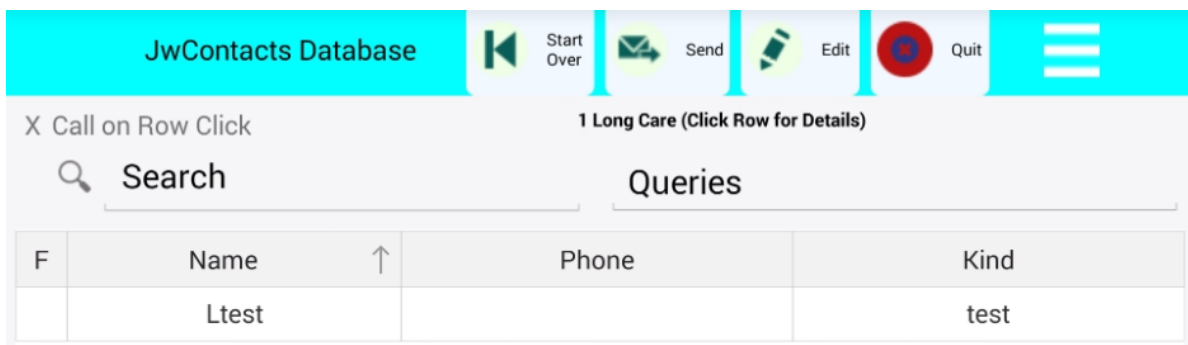 JwContacts Database
Start
Over
Send
Edit
Quit
X Call on Row Click
1 Long Care (Click Row for Details)
Search
Queries
F Name ↑ Phone Kind
Ltest test